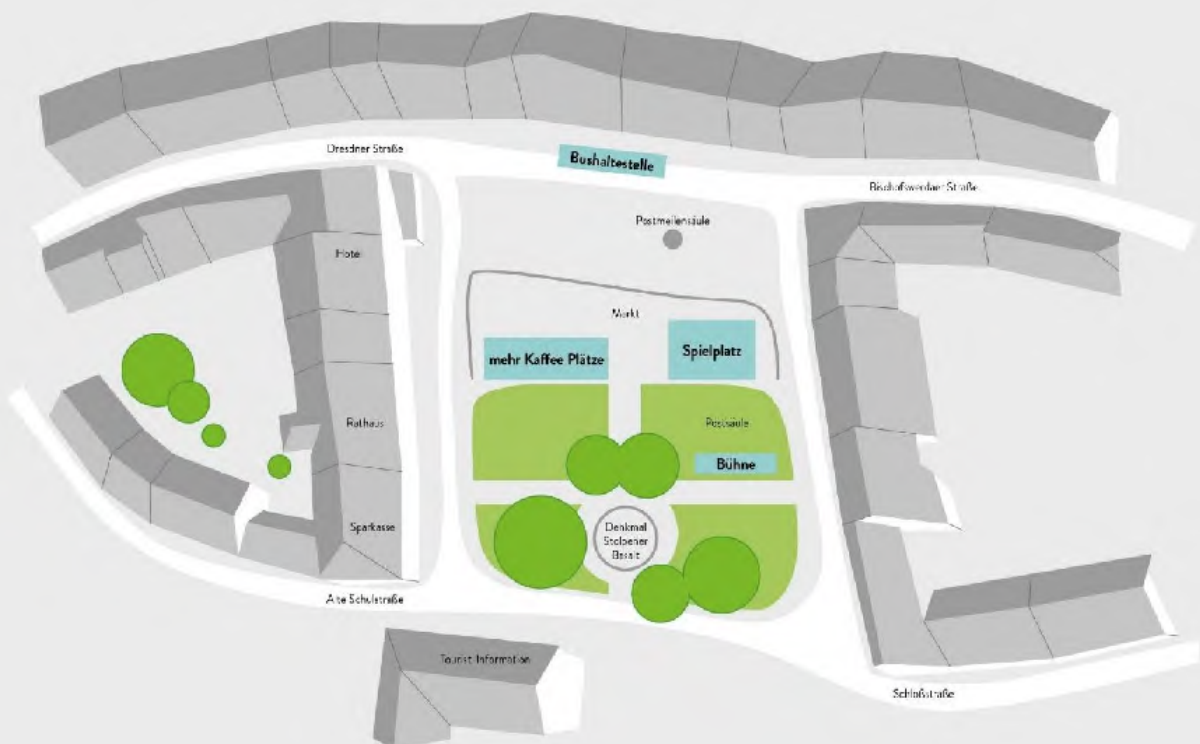 Dresdner Straße
Bushaltestelle
Bischofswerdaer Straße
Postmeilensäule
Hotel
Markt
mehr Kaffee Plätze
Spielplatz
Rathaus
Postsäule
Bühne
Sparkasse
Denkmal
Stolpener
Basalt
Alte Schulstraße
Tourist-Information
Schloßstraße